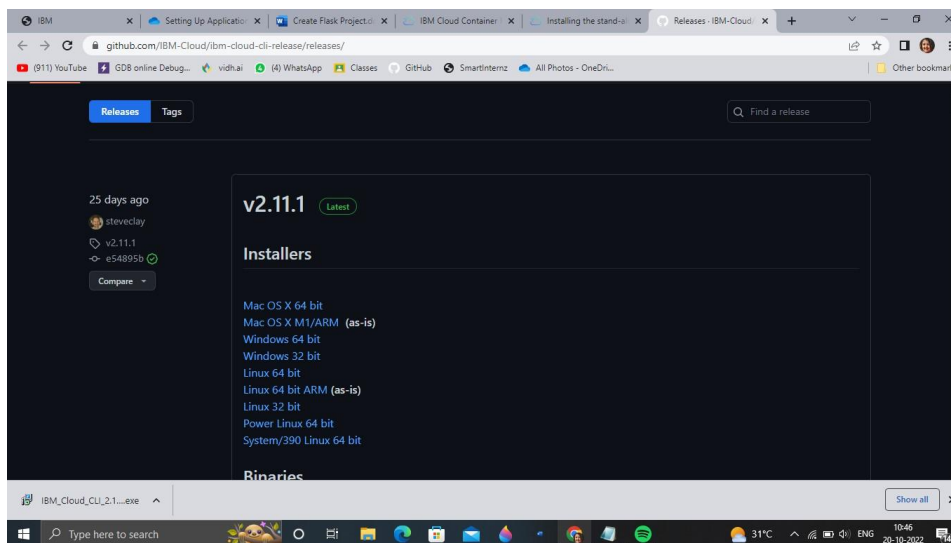 IBM
Setting Up Applicatio
Create Flask Project.d
IBM Cloud Container
Installing the stand-al
Releases · IBM-Cloud/
github.com/IBM-Cloud/ibm-cloud-cli-release/releases/
(911) YouTube
GDB online Debug...
vidh.ai
(4) WhatsApp
Classes
GitHub
SmartInternz
All Photos - OneDri...
Other bookmar
Releases
Tags
Find a release
25 days ago
steveclay
v2.11.1
e54895b
Compare
v2.11.1
Latest
Installers
Mac OS X 64 bit
Mac OS X M1/ARM (as-is)
Windows 64 bit
Windows 32 bit
Linux 64 bit
Linux 64 bit ARM (as-is)
Linux 32 bit
Power Linux 64 bit
System/390 Linux 64 bit
Binaries
IBM_Cloud_CLI_2.1....exe
Show all
Type here to search
31°C
ENG
10:46
20-10-2022